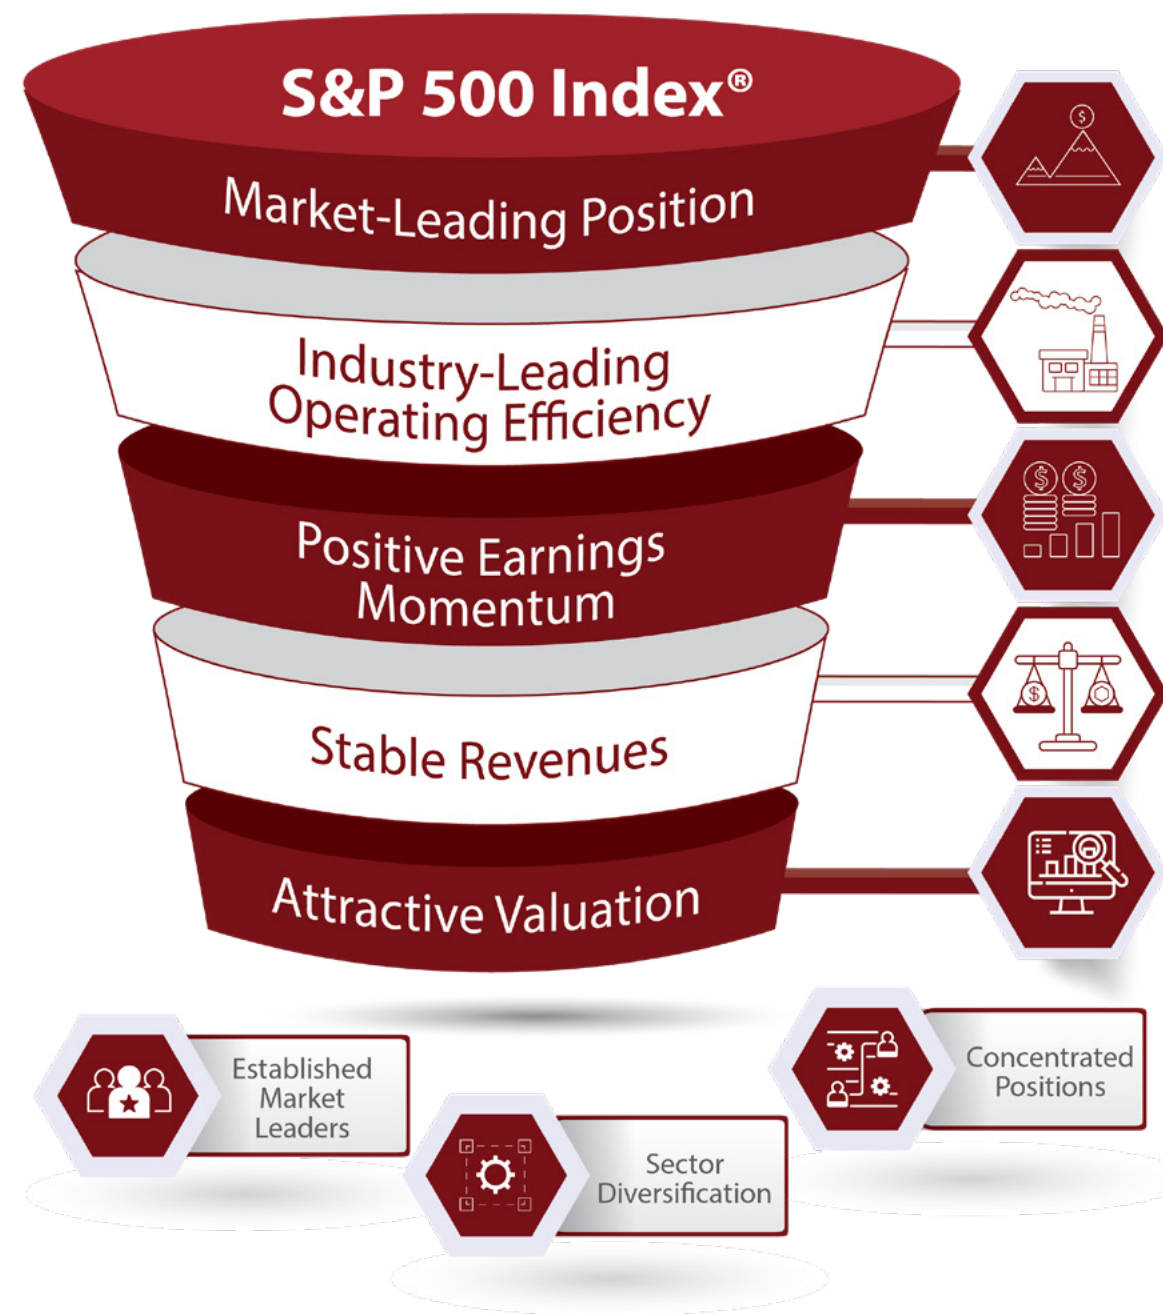 S&P 500 Index®
Market-Leading Position
Industry-Leading
Operating Efficiency
$
$ $
Positive Earnings
Momentum
Stable Revenues
$
Attractive Valuation
Established
Market
Leaders
Sector
Diversification
Concentrated
Positions